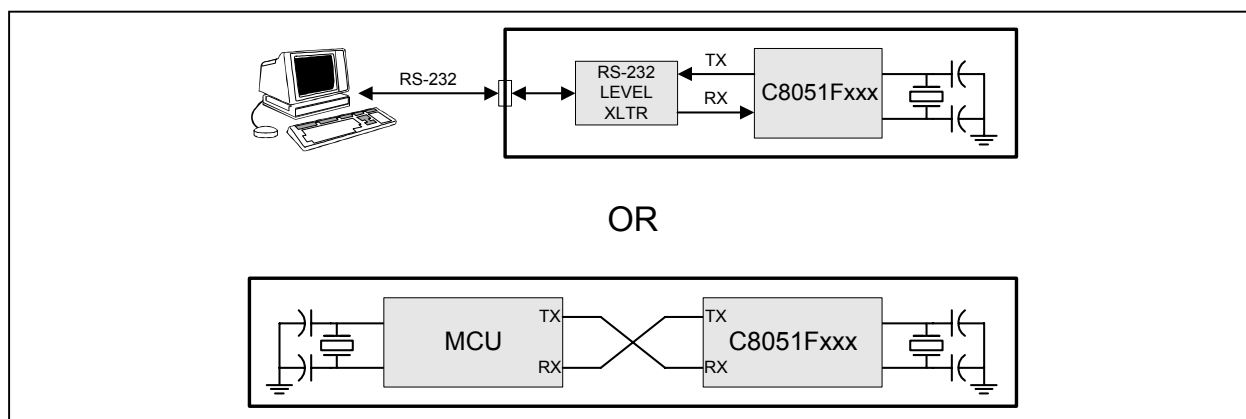 RS-232
RS-232
LEVEL
XLTR
TX
RX
C8051Fxxx
OR
MCU
TX
RX
TX
RX
C8051Fxxx